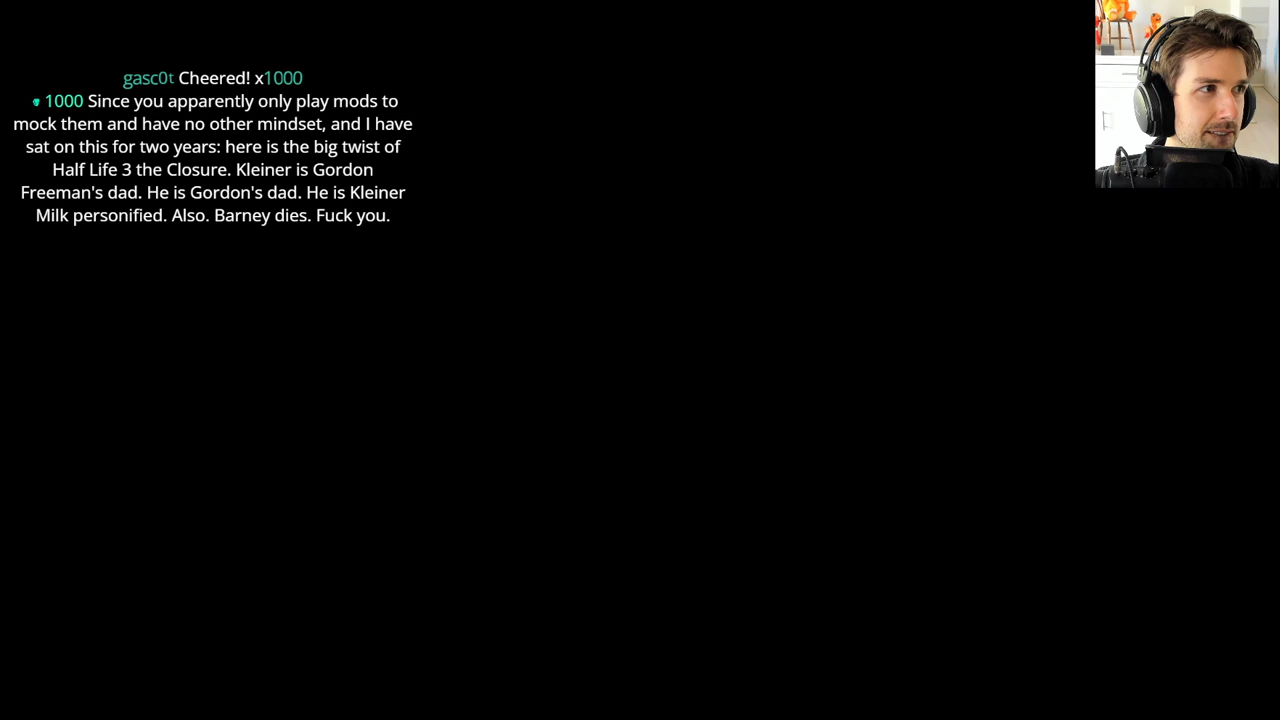 gasc0t Cheered! x1000
1000 Since you apparently only play mods to
mock them and have no other mindset, and I have
sat on this for two years: here is the big twist of
Half Life 3 the Closure. Kleiner is Gordon
Freeman's dad. He is Gordon's dad. He is Kleiner
Milk personified. Also. Barney dies. Fuck you.